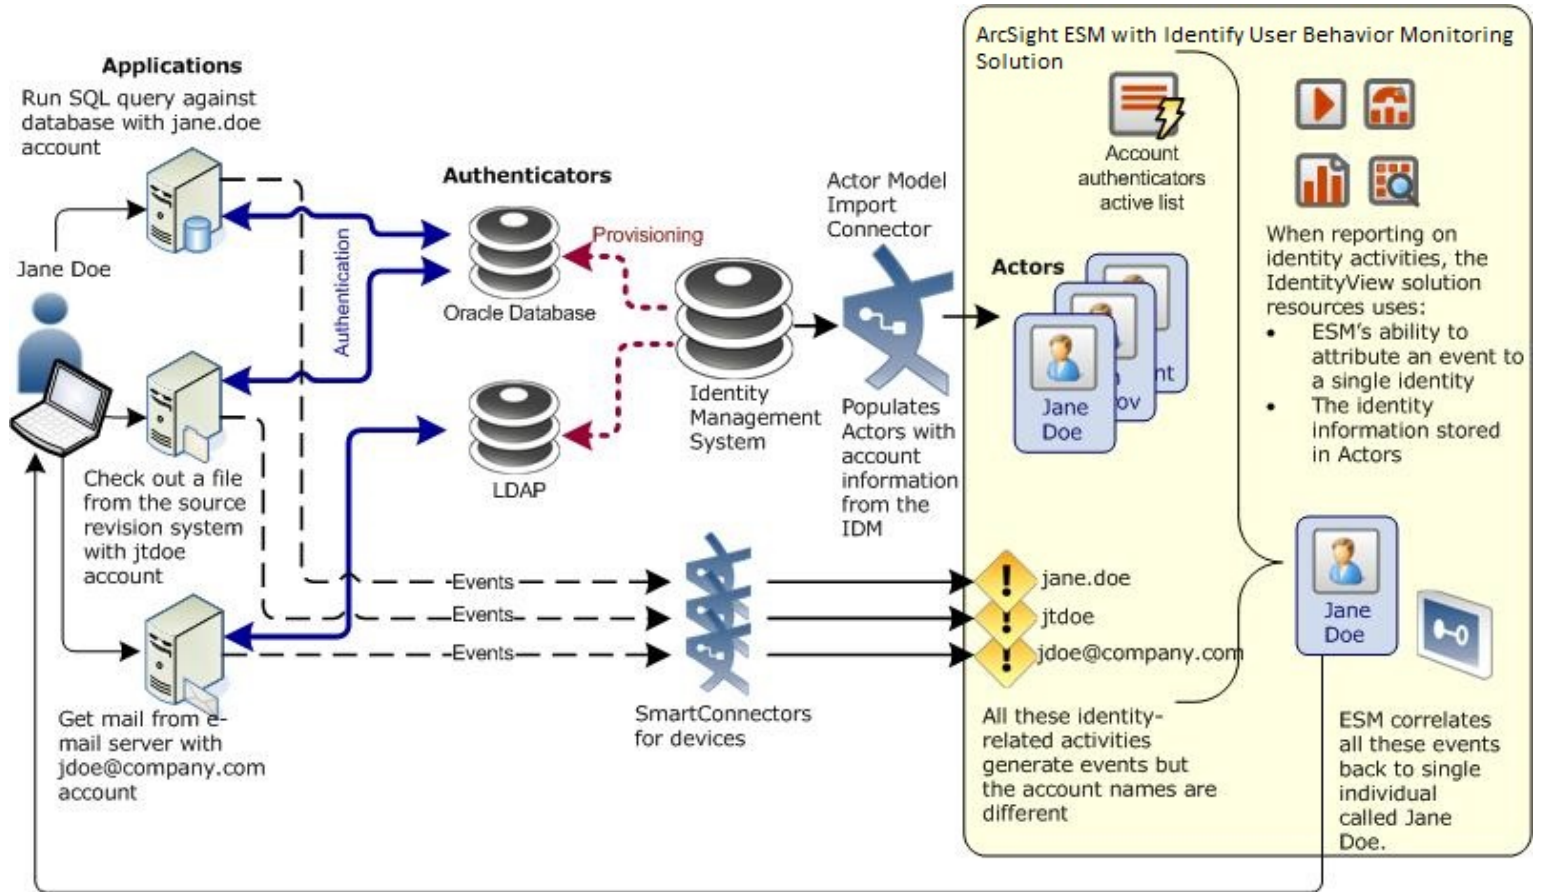 ArcSight ESM with Identify User Behavior Monitoring
Solution
Applications
Run SQL query against
database with jane.doe
account
Jane Doe
Authentication
Check out a file
from the source
revision system
with jtdoe
account
Get mail from e-
mail server with
jdoe@company.com
account
Authenticators
Oracle Database
LDAP
Provisioning
Identity
Management
System
Actor Model
Import
Connector
Populates
Actors with
account
information
from the
IDM
Events
Events
Events
SmartConnectors
for devices
Account
authenticators
active list
Actors
Jane
Doe
ov
nt
jane.doe
jtdoe
jdoe@company.com
All these identity-
related activities
generate events but
the account names are
different
When reporting on
identity activities, the
IdentityView solution
resources uses:
• ESM's ability to
attribute an event to
a single identity
• The identity
information stored
in Actors
Jane
Doe
ESM correlates
all these events
back to single
individual
called Jane
Doe.